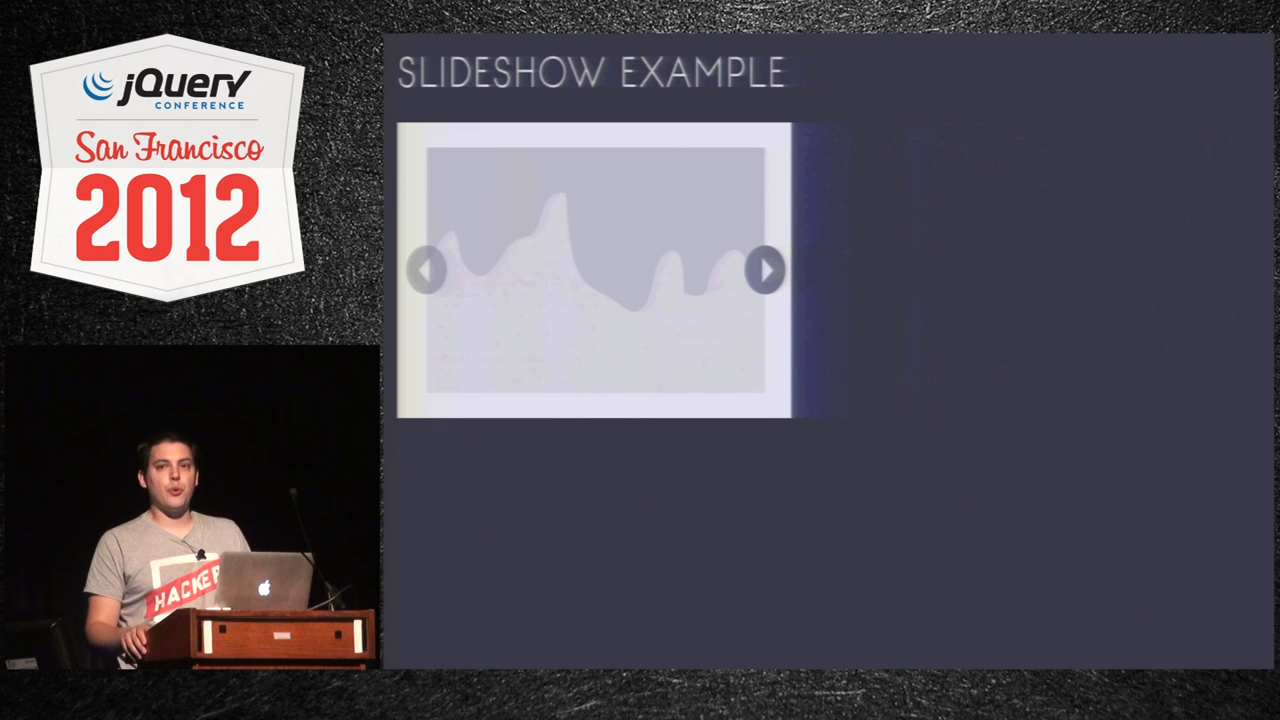 jQuery
CONFERENCE
San Francisco
2012
SLIDESHOW EXAMPLE
HACKER